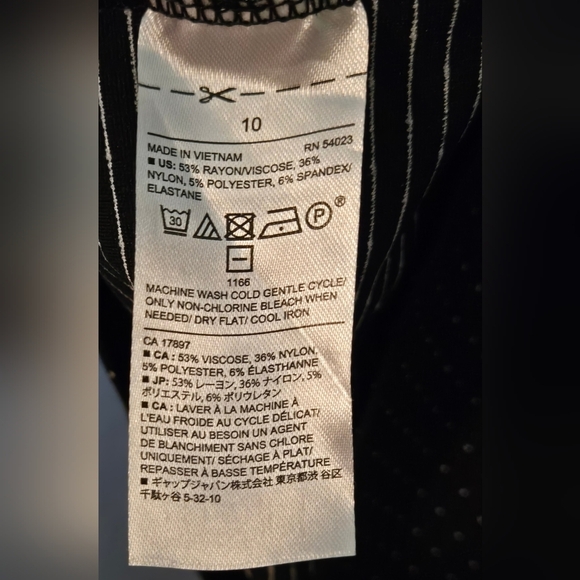 10
MADE IN VIETNAM RN 54023
■ US: 53% RAYON/VISCOSE, 36%
NYLON, 5% POLYESTER, 6% SPANDEX/
ELASTANE
30 P ®
1166
MACHINE WASH COLD GENTLE CYCLE/
ONLY NON-CHLORINE BLEACH WHEN
NEEDED/ DRY FLAT/ COOL IRON
CA 17897
■ CA : 53% VISCOSE, 36% NYLON,
5% POLYESTER, 6% ÉLASTHANNE
■ JP: 53% レーヨン, 36% ナイロン, 5%
ポリエステル, 6% ポリウレタン
■ CA : LAVER À LA MACHINE À
L'EAU FROIDE AU CYCLE DÉLICAT/
UTILISER AU BESOIN UN AGENT
DE BLANCHIMENT SANS CHLORE
UNIQUEMENT/ SÉCHAGE À PLAT/
REPASSER À BASSE TEMPÉRATURE
■ ギャップジャパン株式会社 東京都渋 谷区
千駄ヶ谷 5-32-10